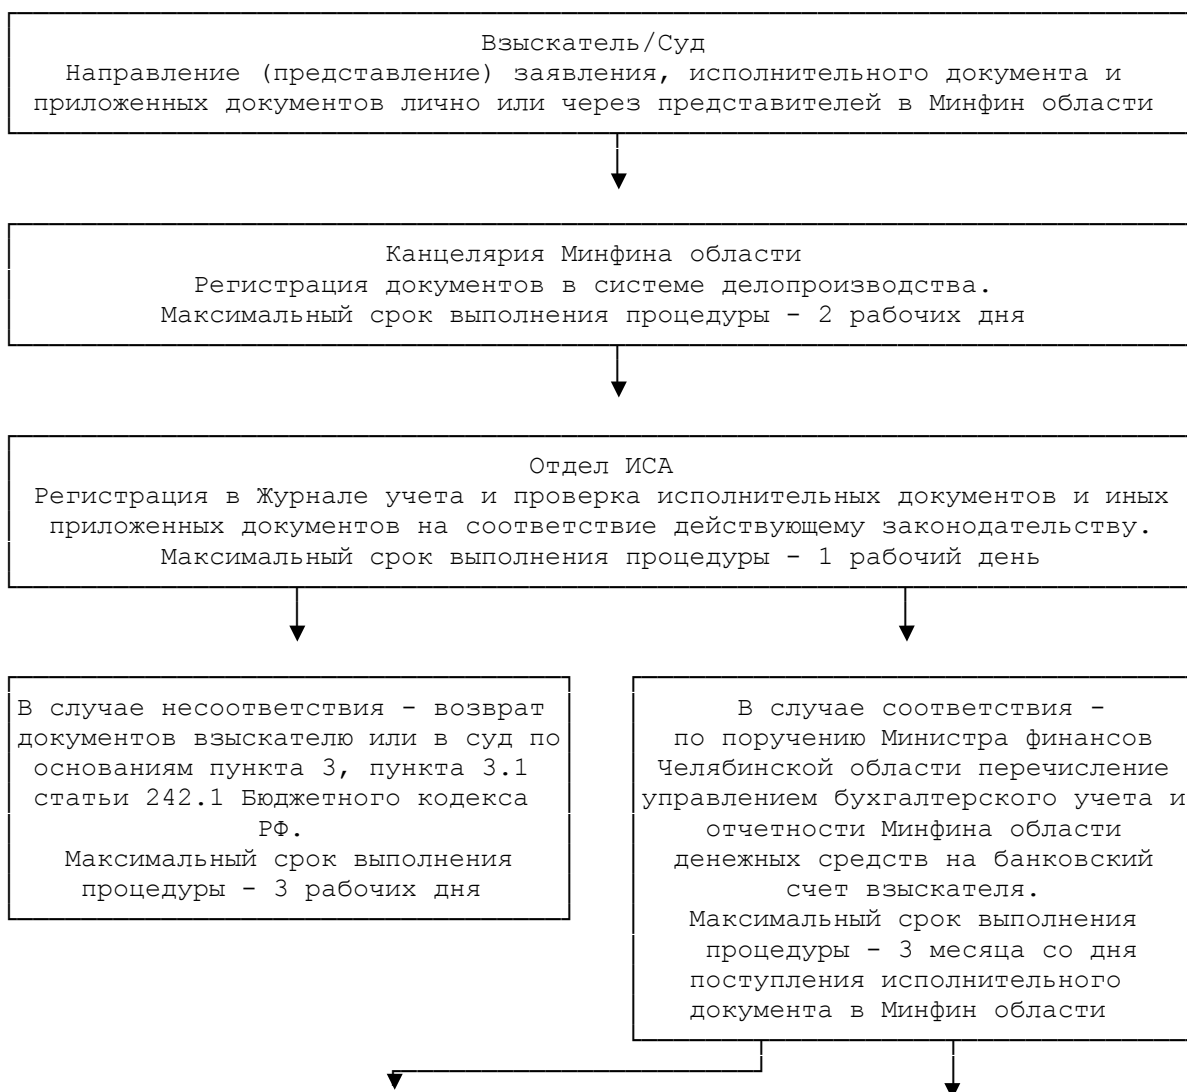 Взыскатель/Суд
Направление (представление) заявления, исполнительного документа и
приложенных документов лично или через представителей в Минфин области
Канцелярия Минфина области
Регистрация документов в системе делопроизводства.
Максимальный срок выполнения процедуры - 2 рабочих дня
Отдел ИСА
Регистрация в Журнале учета и проверка исполнительных документов и иных
приложенных документов на соответствие действующему законодательству.
Максимальный срок выполнения процедуры - 1 рабочий день
В случае несоответствия - возврат
документов взыскателю или в суд по
основаниям пункта 3, пункта 3.1
статьи 242.1 Бюджетного кодекса
РФ.
Максимальный срок выполнения
процедуры - 3 рабочих дня
В случае соответствия -
по поручению Министра финансов
Челябинской области перечисление
управлением бухгалтерского учета и
отчетности Минфина области
денежных средств на банковский
счет взыскателя.
Максимальный срок выполнения
процедуры - 3 месяца со дня
поступления исполнительного
документа в Минфин области